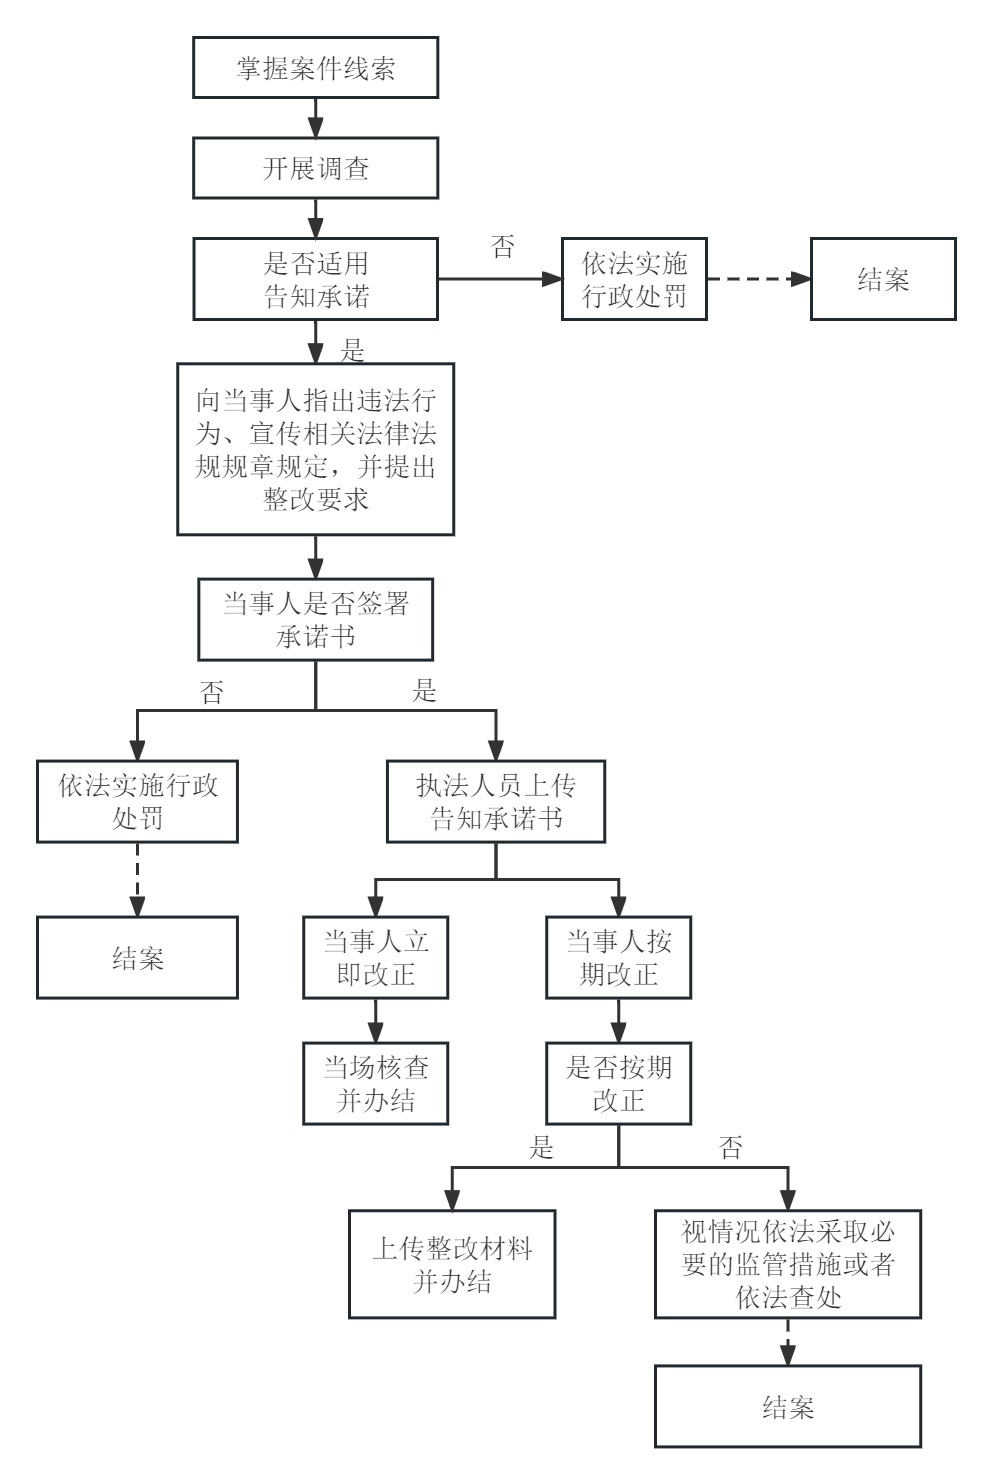 掌握案件线索
开展调查
是否适用
告知承诺
否
依法实施
行政处罚
结案
是
向当事人指出违法行
为、宣传相关法律法
规规章规定，并提出
整改要求
当事人是否签署
承诺书
否
是
依法实施行政
处罚
执法人员上传
告知承诺书
结案
当事人立
即改正
当事人按
期改正
当场核查
并办结
是否按期
改正
是
否
上传整改材料
并办结
视情况依法采取必
要的监管措施或者
依法查处
结案